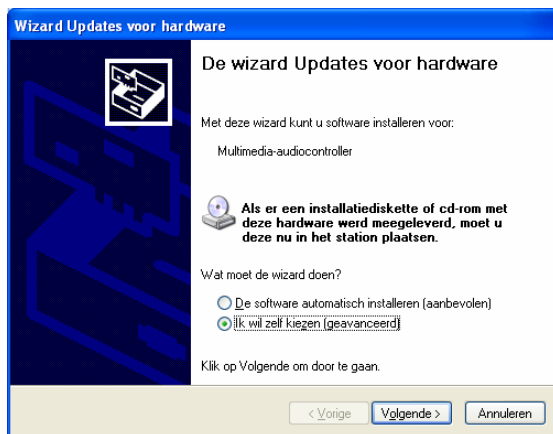 Wizard Updates voor hardware
De wizard Updates voor hardware
Met deze wizard kunt u software installeren voor:
Multimedia-audiocontroller
Als er een installatiediskette of cd-rom met
deze hardware werd meegeleverd, moet u
deze nu in het station plaatsen.
Wat moet de wizard doen?
De software automatisch installeren (aanbevolen)
Ik wil zelf kiezen (geavanceerd)
Klik op Volgende om door te gaan.
< Vorige
Volgende >
Annuleren